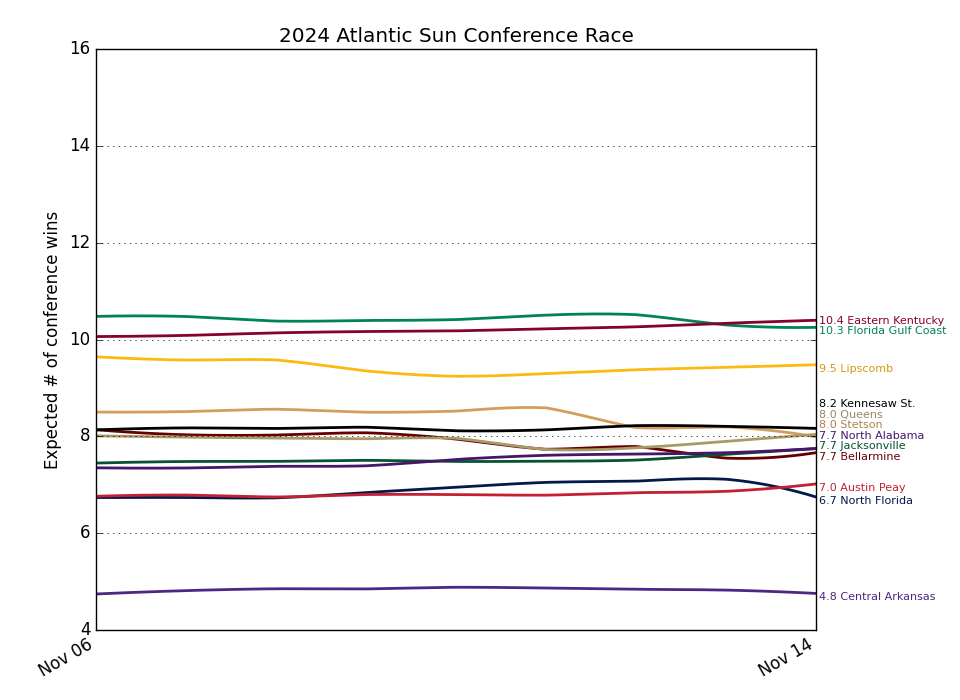 2024 Atlantic Sun Conference Race
Expected # of conference wins
16
14
12
10
8
6
4
Nov 06
Nov 14
10.4 Eastern Kentucky
10.3 Florida Gulf Coast
9.5 Lipscomb
8.2 Kennesaw St.
8.0 Queens
8.0 Stetson
7.7 North Alabama
7.7 Jacksonville
7.7 Bellarmine
7.0 Austin Peay
6.7 North Florida
4.8 Central Arkansas